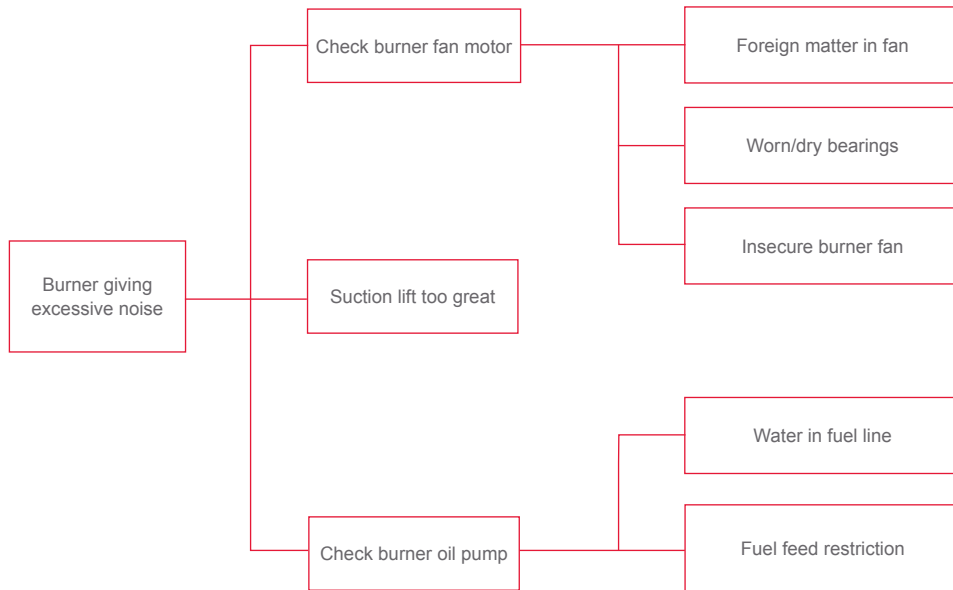 Check burner fan motor
Foreign matter in fan
Worn/dry bearings
Insecure burner fan
Burner giving
excessive noise
Suction lift too great
Water in fuel line
Check burner oil pump
Fuel feed restriction